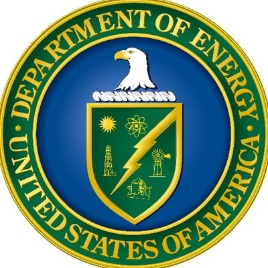 DEPARTMENT OF ENERGY
UNITED STATES OF AMERICA